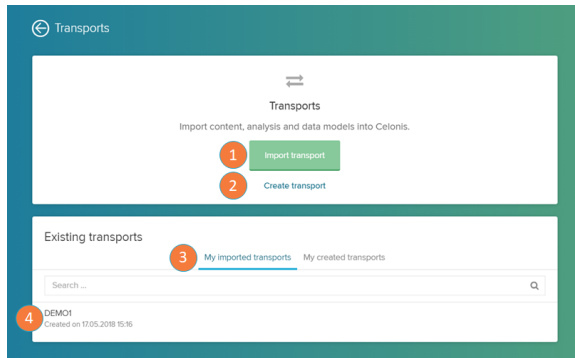 Transports
Transports
Import content, analysis and data models into Celonis.
1 Import transport
2 Create transport
Existing transports
3 My imported transports My created transports
Search ...
DEMO1
4 Created on 17.05.2018 15:16